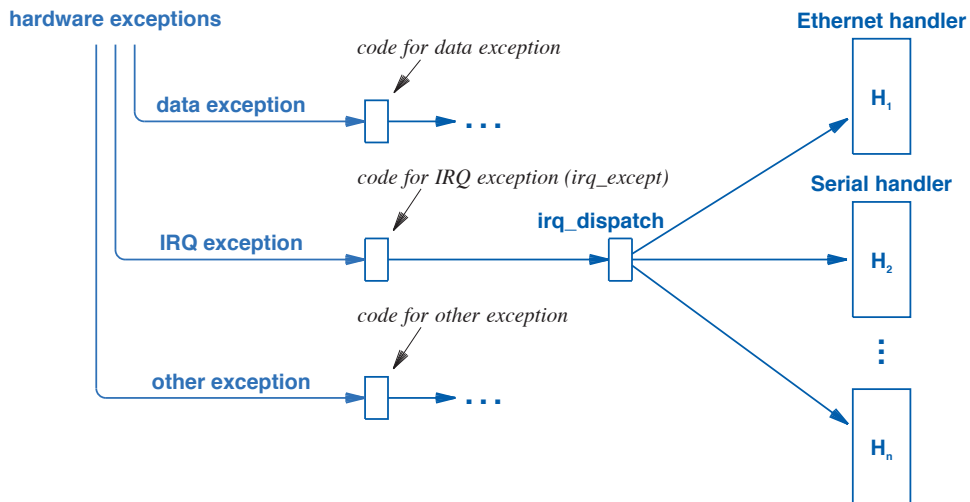 hardware exceptions
Ethernet handler
code for data exception
data exception
...
H1
code for IRQ exception (irq_except)
Serial handler
irq_dispatch
IRQ exception
H2
code for other exception
other exception
...
Hn